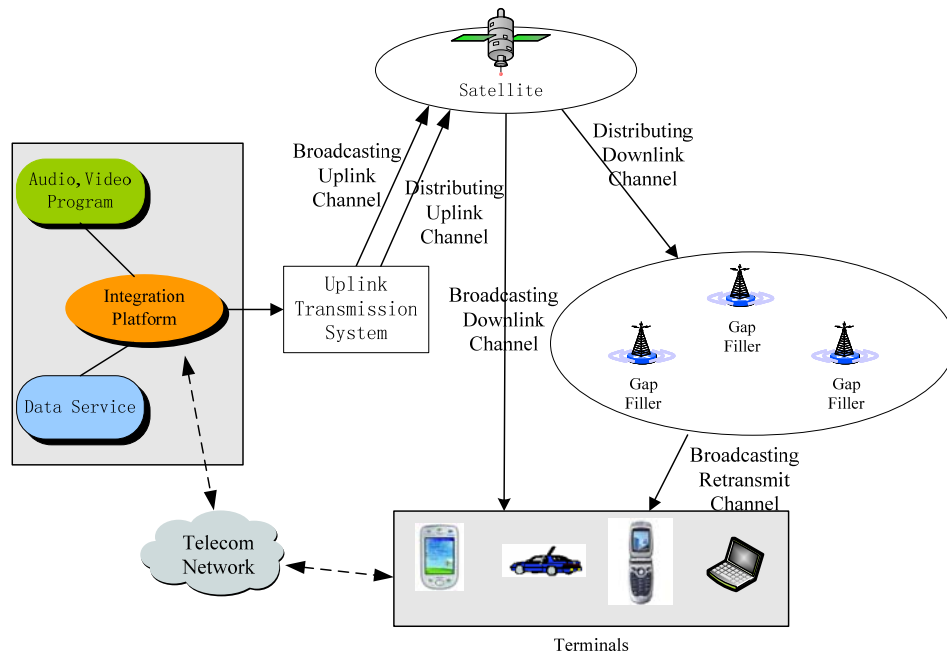 Satellite
Broadcasting
Uplink
Channel
Distributing
Uplink
Channel
Distributing
Downlink
Channel
Audio,Video
Program
Integration
Platform
Data Service
Uplink
Transmission
System
Broadcasting
Downlink
Channel
Gap
Filler
Gap
Filler
Gap
Filler
Broadcasting
Retransmit
Channel
Telecom
Network
Terminals